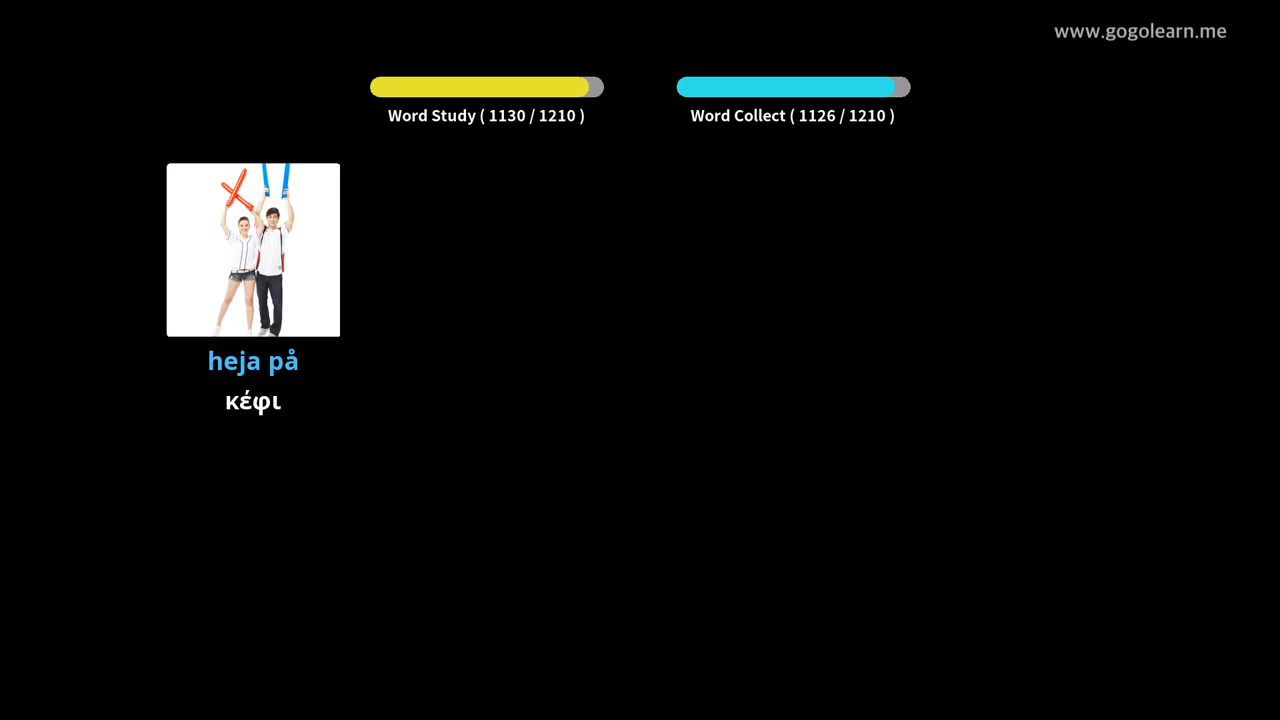 www.gogolearn.me
Word Study ( 1130 / 1210 )
Word Collect ( 1126 / 1210 )
heja på
κέφι